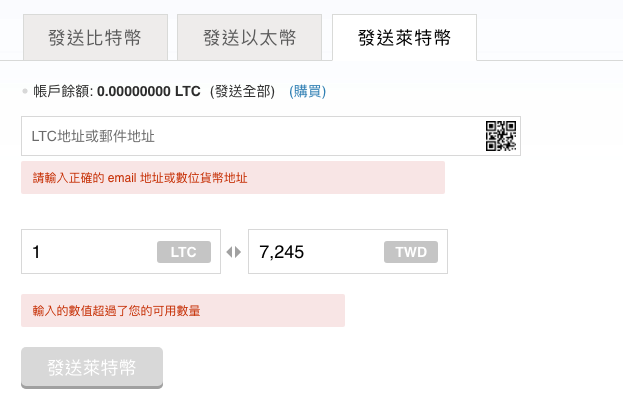 發送比特幣 發送以太幣 發送萊特幣
帳戶餘額: 0.00000000 LTC (發送全部) (購買)
LTC地址或郵件地址
請輸入正確的 email 地址或數位貨幣地址
1 LTC 7,245 TWD
輸入的數值超過了您的可用數量
發送萊特幣